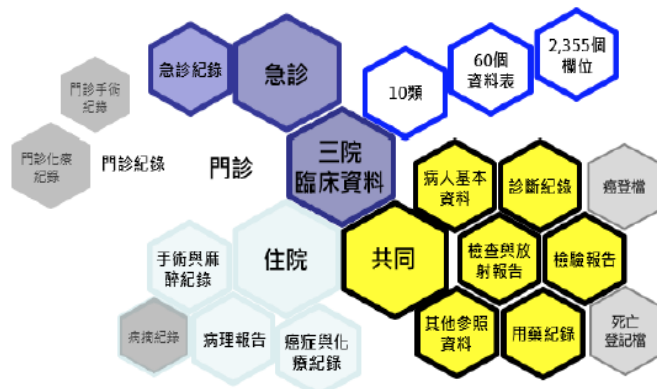 急診紀錄
急診
10類
60個
資料表
2,355個
欄位
門診手術
紀錄
門診化療
紀錄
門診紀錄
門診
三院
臨床資料
病人基本
資料
診斷紀錄
癌登檔
手術與麻
醉紀錄
住院
共同
檢查與放
射報告
檢驗報告
病摘紀錄
病理報告
癌症與化
療紀錄
其他參照
資料
用藥紀錄
死亡
登記檔